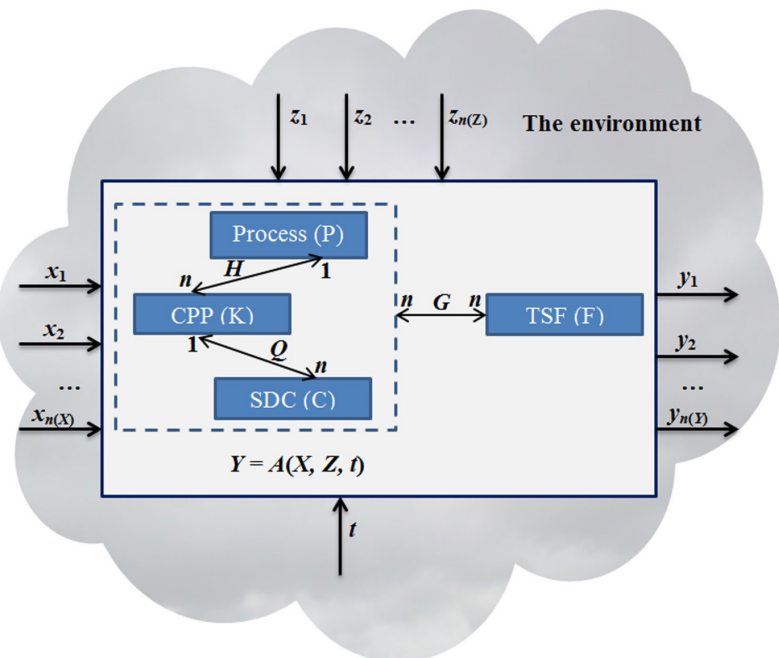 z1 z2 … zn(Z)
The environment
Process (P)
n H 1
CPP (K)
1 Q n
SDC (C)
n G n
TSF (F)
x1
x2
…
xn(X)
y1
y2
…
yn(Y)
Y = A(X, Z, t)
t